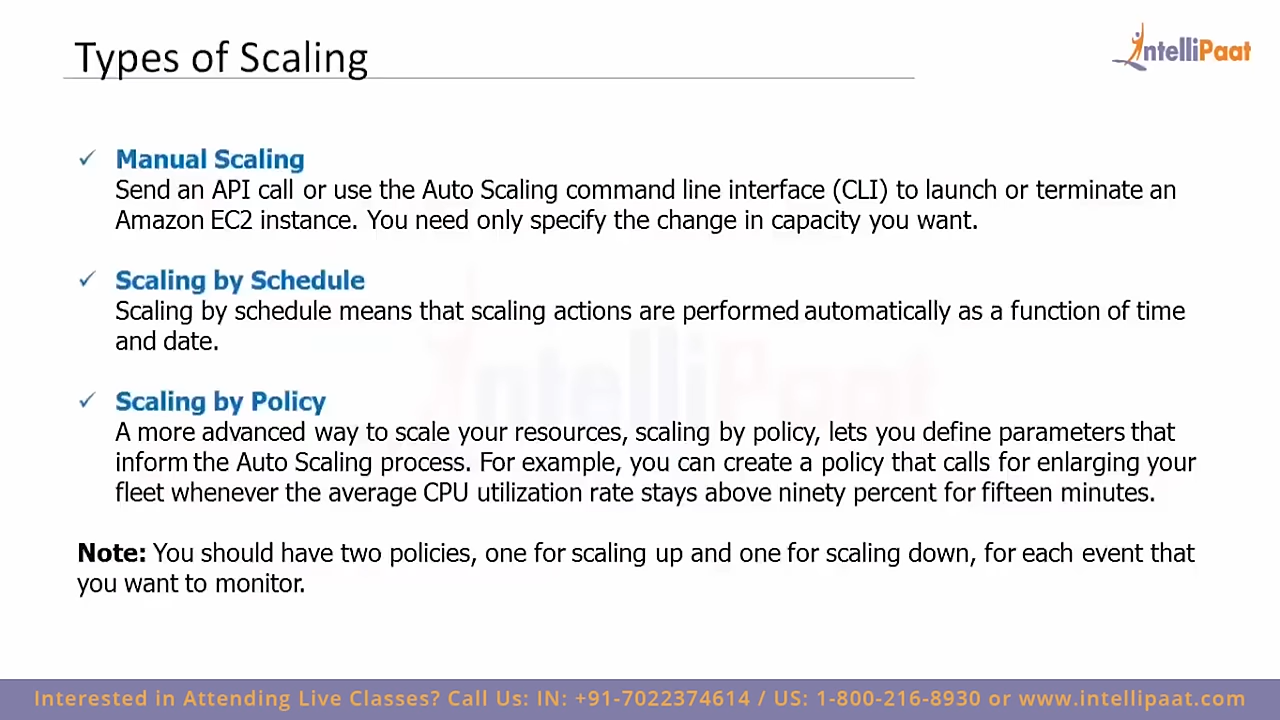 Types of Scaling
IntelliPaat
✓ Manual Scaling
Send an API call or use the Auto Scaling command line interface (CLI) to launch or terminate an
Amazon EC2 instance. You need only specify the change in capacity you want.
✓ Scaling by Schedule
Scaling by schedule means that scaling actions are performed automatically as a function of time
and date.
✓ Scaling by Policy
A more advanced way to scale your resources, scaling by policy, lets you define parameters that
inform the Auto Scaling process. For example, you can create a policy that calls for enlarging your
fleet whenever the average CPU utilization rate stays above ninety percent for fifteen minutes.
Note: You should have two policies, one for scaling up and one for scaling down, for each event that
you want to monitor.
IntelliPaat
Interested in Attending Live Classes? Call Us: IN: +91-7022374614 / US: 1-800-216-8930 or www.intellipaat.com